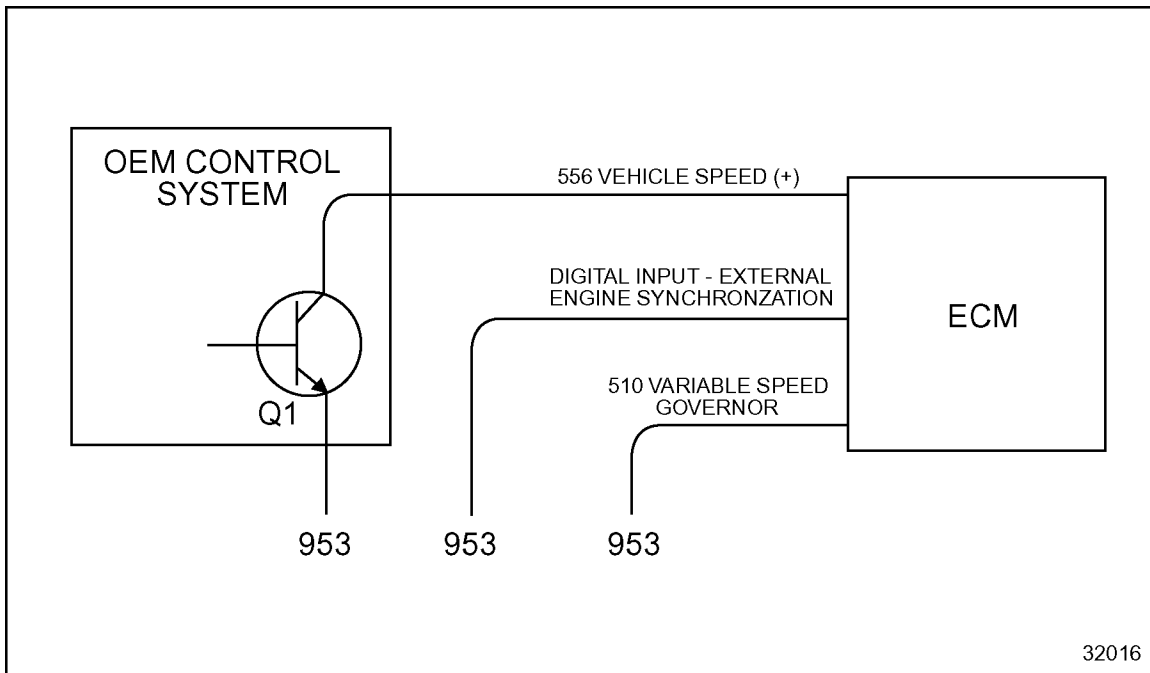 OEM CONTROL
SYSTEM
556 VEHICLE SPEED (+)
DIGITAL INPUT - EXTERNAL
ENGINE SYNCHRONZATION
ECM
510 VARIABLE SPEED
GOVERNOR
Q1
953
953
953
32016